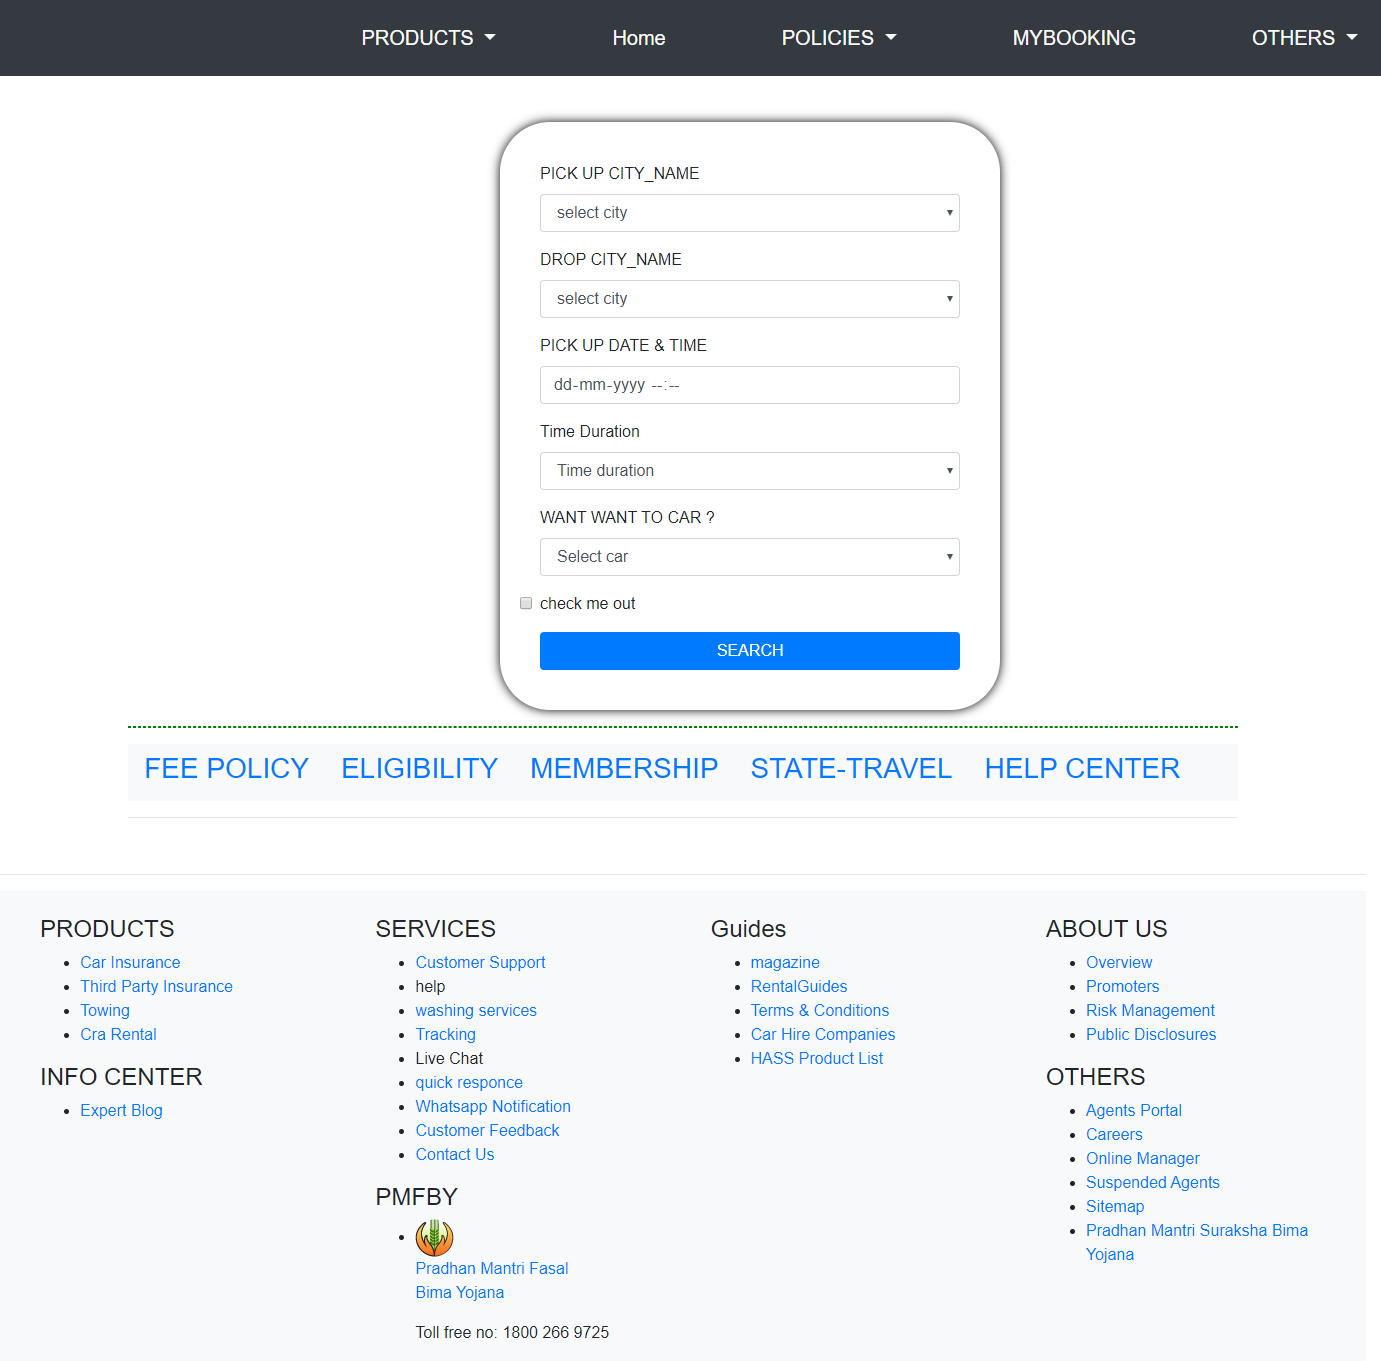 PRODUCTS
Home
POLICIES
MYBOOKING
OTHERS
PICK UP CITY_NAME
select city
DROP CITY_NAME
select city
PICK UP DATE & TIME
dd-mm-yyyy --:--
Time Duration
Time duration
WANT WANT TO CAR ?
Select car
check me out
SEARCH
FEE POLICY
ELIGIBILITY
MEMBERSHIP
STATE-TRAVEL
HELP CENTER
PRODUCTS
Car Insurance
Third Party Insurance
Towing
Cra Rental
INFO CENTER
Expert Blog
SERVICES
Customer Support
help
washing services
Tracking
Live Chat
quick responce
Whatsapp Notification
Customer Feedback
Contact Us
PMFBY
Pradhan Mantri Fasal
Bima Yojana
Toll free no: 1800 266 9725
Guides
magazine
RentalGuides
Terms & Conditions
Car Hire Companies
HASS Product List
ABOUT US
Overview
Promoters
Risk Management
Public Disclosures
OTHERS
Agents Portal
Careers
Online Manager
Suspended Agents
Sitemap
Pradhan Mantri Suraksha Bima
Yojana